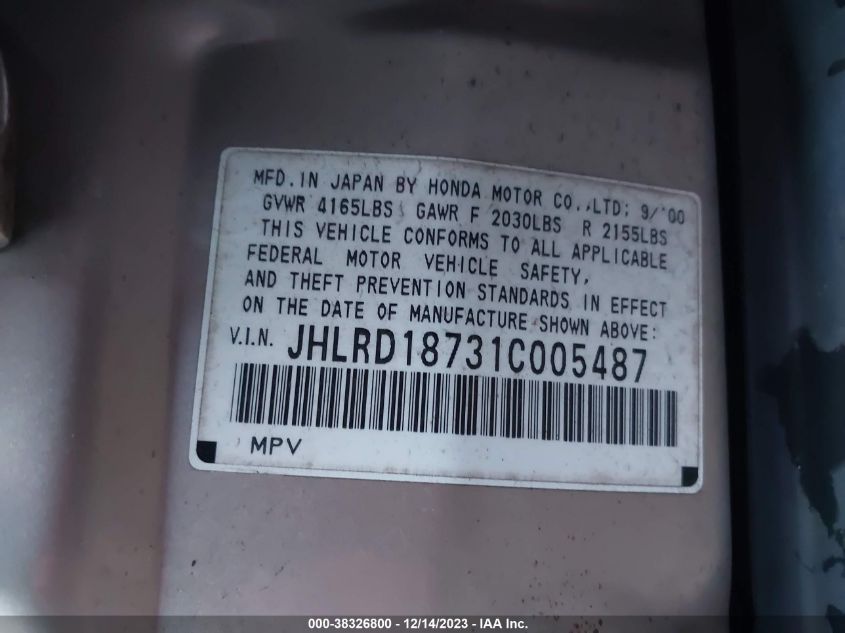 MFD. IN JAPAN BY HONDA MOTOR CO.,LTD; 9/'00
GVWR 4165LBS GAWR F 2030LBS R 2155LBS
THIS VEHICLE CONFORMS TO ALL APPLICABLE
FEDERAL MOTOR VEHICLE SAFETY,
AND THEFT PREVENTION STANDARDS IN EFFECT
ON THE DATE OF MANUFACTURE SHOWN ABOVE:
V.I.N. JHLRD18731C005487
MPV
000-38326800 - 12/14/2023 - IAA Inc.